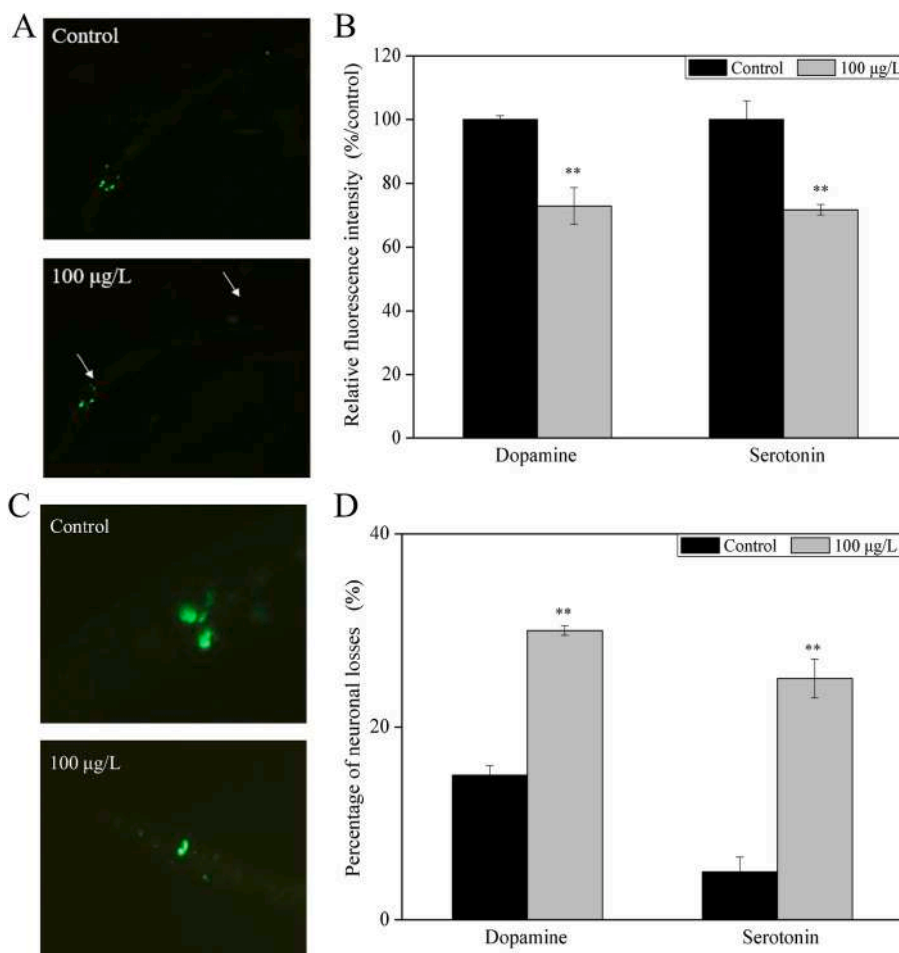 A
Control
100 μg/L
B
Relative fluorescence intensity (%/control)
120
100
80
60
40
20
0
Control
100 μg/L
**
**
Dopamine
Serotonin
C
Control
100 μg/L
D
Percentage of neuronal losses (%)
40
20
0
Control
100 μg/L
**
**
Dopamine
Serotonin